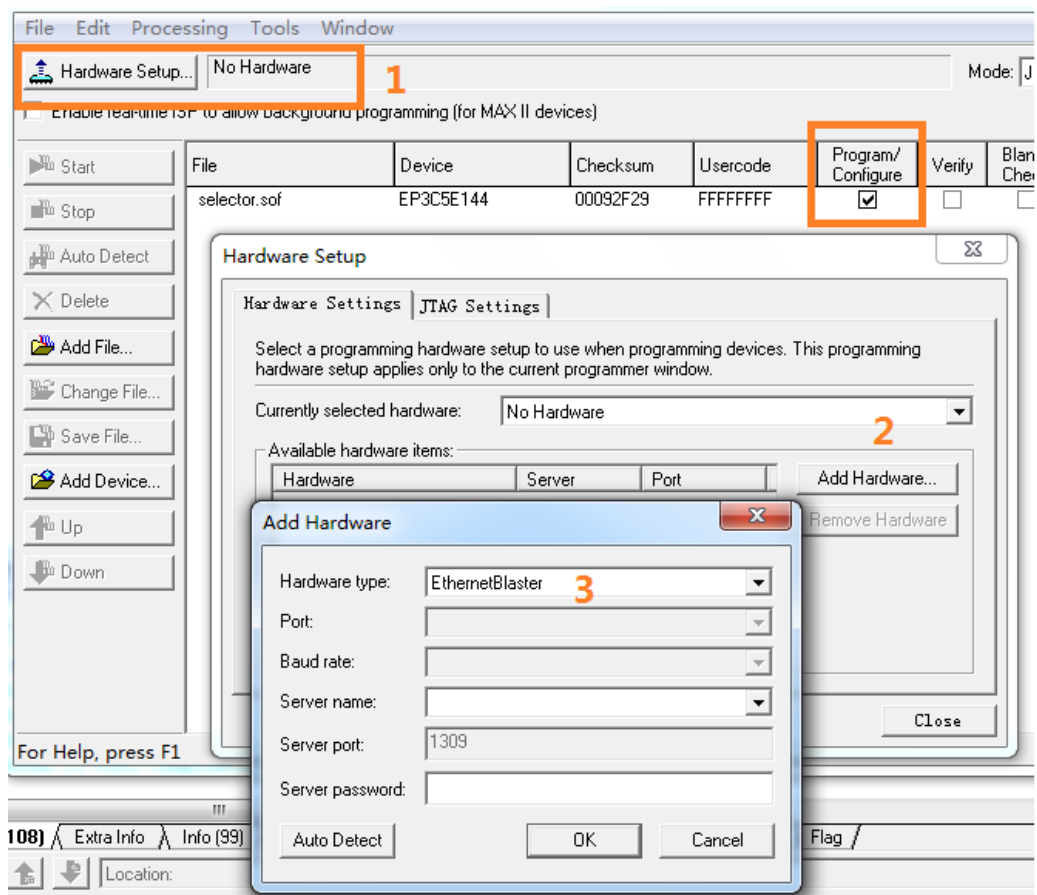 File Edit Processing Tools Window
Hardware Setup... No Hardware 1 Mode: J
Enable real-time ISP to allow background programming (for MAX II devices)
Start File Device Checksum Usercode Program/ Configure Verify Blan Chec
selector.sof EP3C5E144 00092F29 FFFFFFFF
Stop
Auto Detect
Delete
Add File...
Change File...
Save File...
Add Device...
Up
Down
Hardware Setup
Hardware Settings JTAG Settings
Select a programming hardware setup to use when programming devices. This programming
hardware setup applies only to the current programmer window.
Currently selected hardware: No Hardware
2
Available hardware items:
Hardware Server Port Add Hardware...
Remove Hardware
Close
Add Hardware
Hardware type: EthernetBlaster 3
Port:
Baud rate:
Server name:
Server port: 1309
Server password:
Auto Detect OK Cancel
For Help, press F1
108) Extra Info Info (99) Flag
Location: